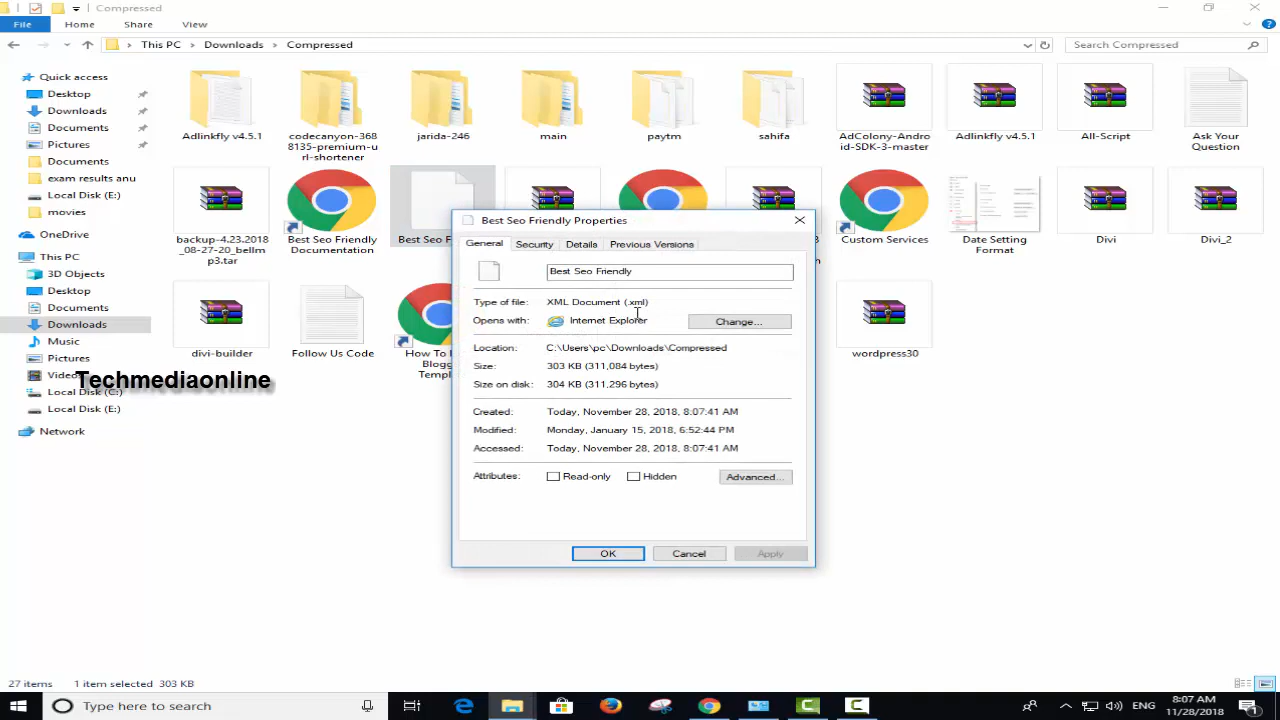 Compressed
File Home Share View
This PC Downloads Compressed
Search Compressed
Quick access
Desktop
Downloads
Documents
Pictures
Documents
exam results anu
Local Disk (E:)
movies
OneDrive
This PC
3D Objects
Desktop
Documents
Downloads
Music
Pictures
Local Disk (C:)
Local Disk (E:)
Network
Techmediaonline
Adlinkfly v4.5.1
codecanyon-368
8135-premium-u
rl-shortener
jarida-246
main
paytm
sahifa
AdColony-Andro
id-SDK-3-master
Adlinkfly v4.5.1
All-Script
Ask Your
Question
backup-4.23.2018
_08-27-20_bellm
p3.tar
Best Seo Friendly
Documentation
Best Seo F
Custom Services
Date Setting
Format
Divi
Divi_2
divi-builder
Follow Us Code
How To
Blogg
Temp
wordpress30
Best Seo Friendly Properties
General Security Details Previous Versions
Best Seo Friendly
Type of file: XML Document (.xml)
Opens with: Internet Explorer Change...
Location: C:\Users\pc\Downloads\Compressed
Size: 303 KB (311,084 bytes)
Size on disk: 304 KB (311,296 bytes)
Created: Today, November 28, 2018, 8:07:41 AM
Modified: Monday, January 15, 2018, 6:52:44 PM
Accessed: Today, November 28, 2018, 8:07:41 AM
Attributes: Read-only Hidden Advanced...
OK Cancel Apply
27 items 1 item selected 303 KB
Type here to search
ENG
8:07 AM
11/28/2018